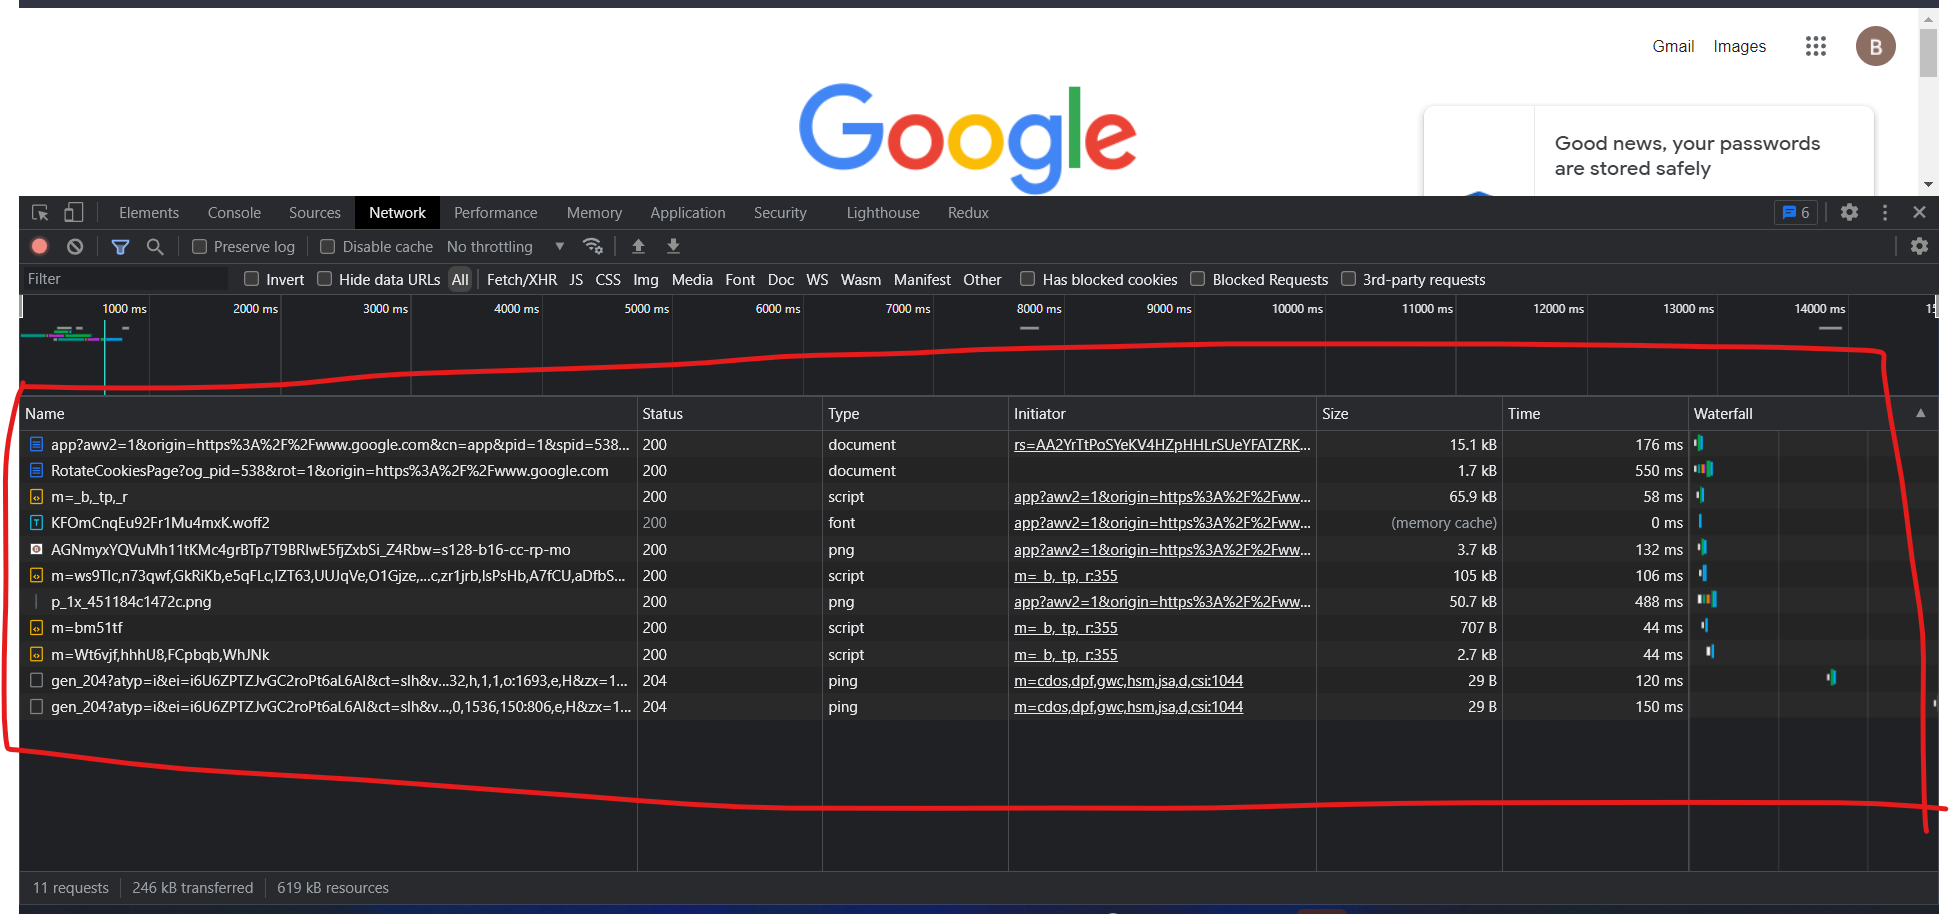 Gmail Images B
Google
Good news, your passwords
are stored safely
Elements Console Sources Network Performance Memory Application Security Lighthouse Redux 6
Preserve log Disable cache No throttling
Filter Invert Hide data URLs All Fetch/XHR JS CSS Img Media Font Doc WS Wasm Manifest Other Has blocked cookies Blocked Requests 3rd-party requests
1000 ms 2000 ms 3000 ms 4000 ms 5000 ms 6000 ms 7000 ms 8000 ms 9000 ms 10000 ms 11000 ms 12000 ms 13000 ms 14000 ms
Name Status Type Initiator Size Time Waterfall
app?awv2=1&origin=https%3A%2F%2Fwww.google.com&cn=app&pid=1&spid=538... 200 document rs=AA2YrTtPoSYeKV4HZpHHLrSUeYFATZRK... 15.1 kB 176 ms
RotateCookiesPage?og_pid=538&rot=1&origin=https%3A%2F%2Fwww.google.com 200 document 1.7 kB 550 ms
m=_b,_tp,_r 200 script app?awv2=1&origin=https%3A%2F%2Fww... 65.9 kB 58 ms
KFOmCnqEu92Fr1Mu4mxK.woff2 200 font app?awv2=1&origin=https%3A%2F%2Fww... (memory cache) 0 ms
AGNmyxYQVuMh11tKMc4grBTp7T9BRIwE5fjZxbSi_Z4Rbw=s128-b16-cc-rp-mo 200 png app?awv2=1&origin=https%3A%2F%2Fww... 3.7 kB 132 ms
m=ws9Tlc,n73qwf,GkRiKb,e5qFLc,IZT63,UUJqVe,O1Gjze,...c,zr1jrb,lsPsHb,A7fCU,aDfbS... 200 script m=_b,_tp,_r:355 105 kB 106 ms
p_1x_451184c1472c.png 200 png app?awv2=1&origin=https%3A%2F%2Fww... 50.7 kB 488 ms
m=bm51tf 200 script m=_b,_tp,_r:355 707 B 44 ms
m=Wt6vjf,hhhU8,FCpbqb,WhJNk 200 script m=_b,_tp,_r:355 2.7 kB 44 ms
gen_204?atyp=i&ei=i6U6ZPTZJvGC2roPt6aL6AI&ct=slh&v...32,h,1,1,o:1693,e,H&zx=1... 204 ping m=cdos,dpf,gwc,hsm,jsa,d,csi:1044 29 B 120 ms
gen_204?atyp=i&ei=i6U6ZPTZJvGC2roPt6aL6AI&ct=slh&v...,0,1536,150:806,e,H&zx=1... 204 ping m=cdos,dpf,gwc,hsm,jsa,d,csi:1044 29 B 150 ms
11 requests 246 kB transferred 619 kB resources